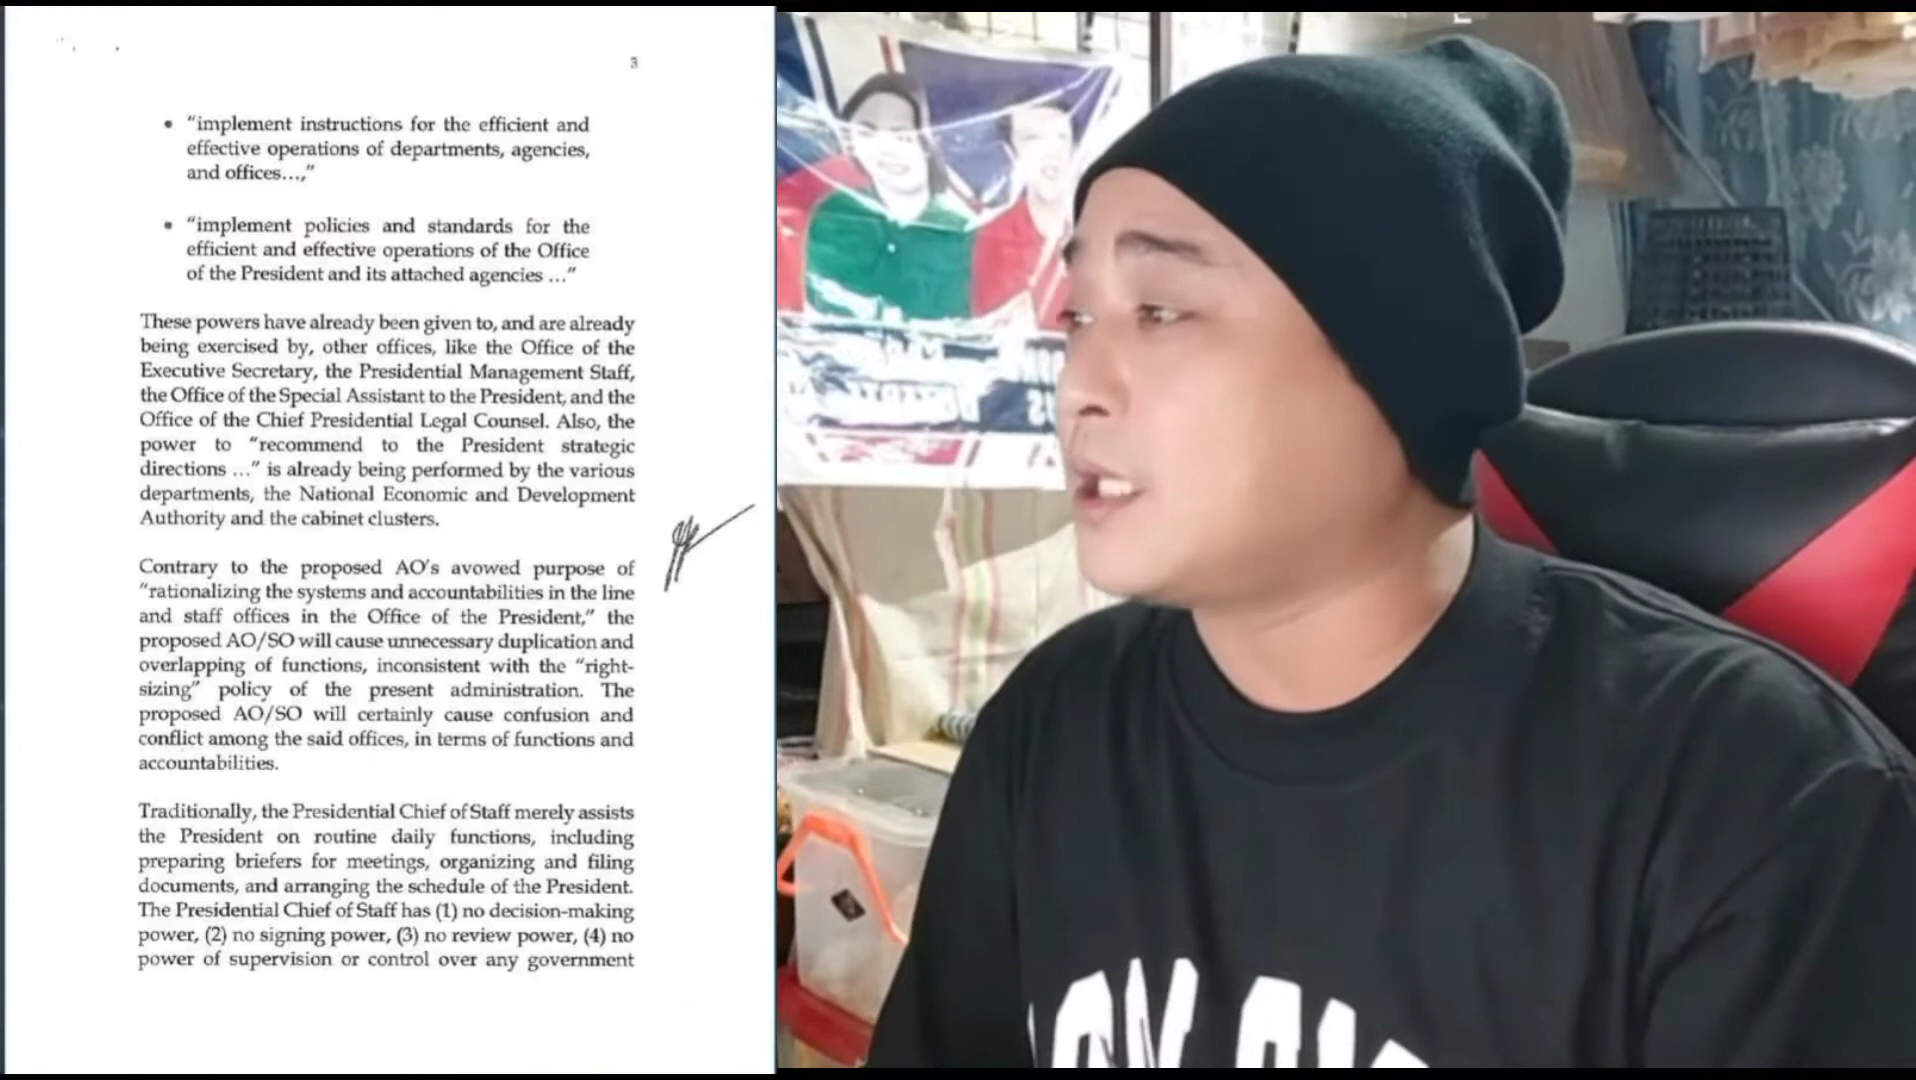 3
• “implement instructions for the efficient and
effective operations of departments, agencies,
and offices...,”
• “implement policies and standards for the
efficient and effective operations of the Office
of the President and its attached agencies ...”
These powers have already been given to, and are already
being exercised by, other offices, like the Office of the
Executive Secretary, the Presidential Management Staff,
the Office of the Special Assistant to the President, and the
Office of the Chief Presidential Legal Counsel. Also, the
power to “recommend to the President strategic
directions ...” is already being performed by the various
departments, the National Economic and Development
Authority and the cabinet clusters.
Contrary to the proposed AO’s avowed purpose of
“rationalizing the systems and accountabilities in the line
and staff offices in the Office of the President,” the
proposed AO/SO will cause unnecessary duplication and
overlapping of functions, inconsistent with the “right-
sizing” policy of the present administration. The
proposed AO/SO will certainly cause confusion and
conflict among the said offices, in terms of functions and
accountabilities.
Traditionally, the Presidential Chief of Staff merely assists
the President on routine daily functions, including
preparing briefers for meetings, organizing and filing
documents, and arranging the schedule of the President.
The Presidential Chief of Staff has (1) no decision-making
power, (2) no signing power, (3) no review power, (4) no
power of supervision or control over any government